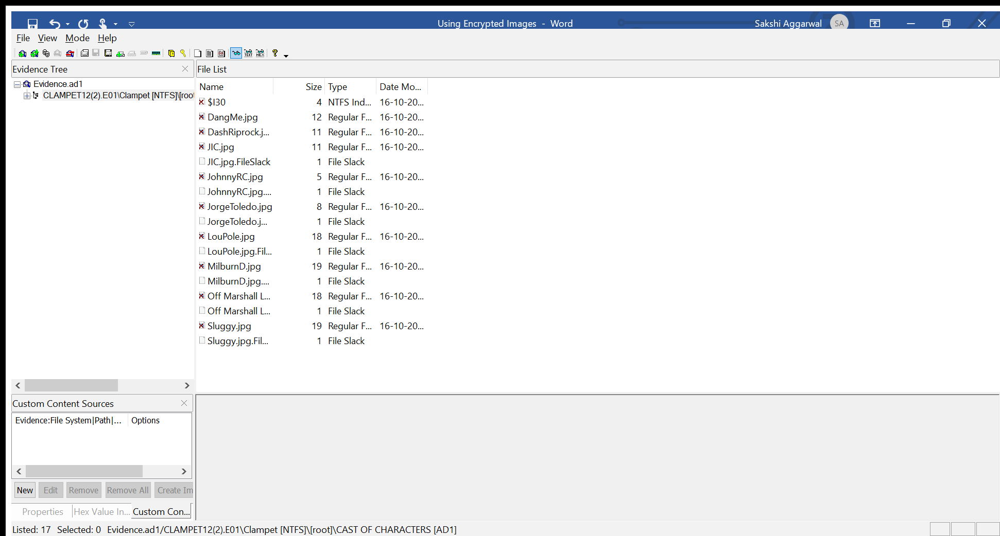 Using Encrypted Images - Word
Sakshi Aggarwal SA
File View Mode Help
TEXT HEX
Evidence Tree
File List
Evidence.ad1
CLAMPET12(2).E01\Clampet [NTFS]\[root
Name Size Type Date Mo...
$I30 4 NTFS Ind... 16-10-20...
DangMe.jpg 12 Regular F... 16-10-20...
DashRiprock.j... 11 Regular F... 16-10-20...
JIC.jpg 11 Regular F... 16-10-20...
JIC.jpg.FileSlack 1 File Slack
JohnnyRC.jpg 5 Regular F... 16-10-20...
JohnnyRC.jpg.... 1 File Slack
JorgeToledo.jpg 8 Regular F... 16-10-20...
JorgeToledo.j... 1 File Slack
LouPole.jpg 18 Regular F... 16-10-20...
LouPole.jpg.Fil... 1 File Slack
MilburnD.jpg 19 Regular F... 16-10-20...
MilburnD.jpg.... 1 File Slack
Off Marshall L... 18 Regular F... 16-10-20...
Off Marshall L... 1 File Slack
Sluggy.jpg 19 Regular F... 16-10-20...
Sluggy.jpg.Fil... 1 File Slack
Custom Content Sources
Evidence:File System|Path|... Options
New Edit Remove Remove All Create Im
Properties Hex Value In... Custom Con...
Listed: 17 Selected: 0 Evidence.ad1/CLAMPET12(2).E01\Clampet [NTFS]\[root]\CAST OF CHARACTERS [AD1]